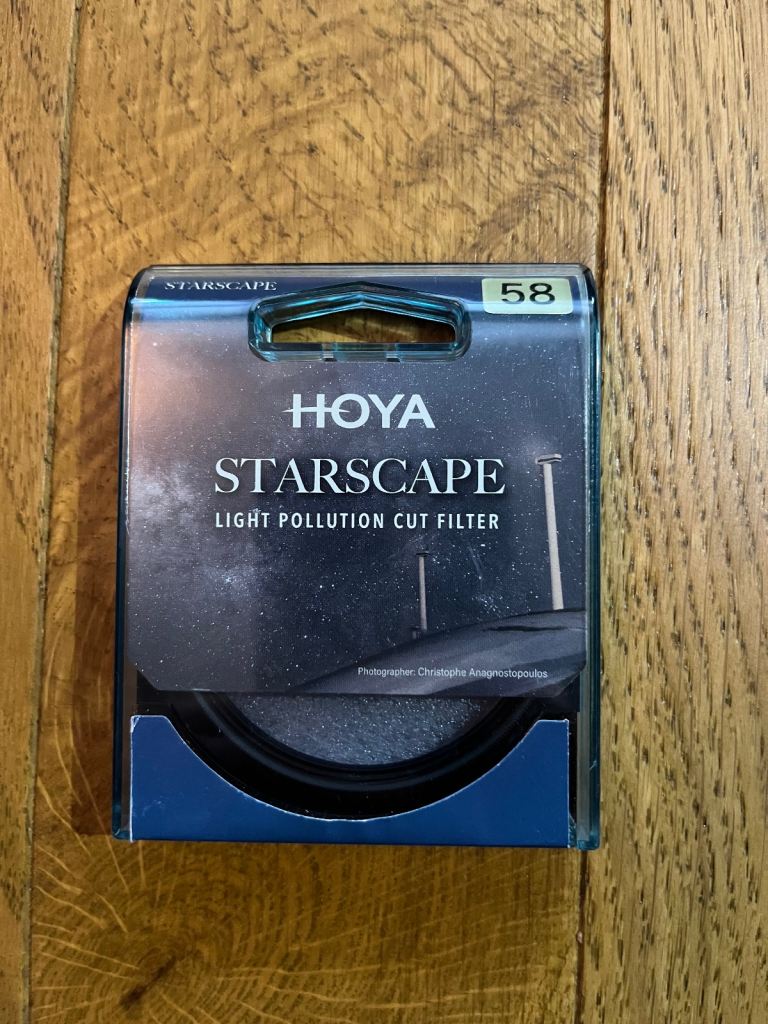 STARSCAPE
58
HOYA
STARSCAPE
LIGHT POLLUTION CUT FILTER
Photographer: Christophe Anagnostopoulos